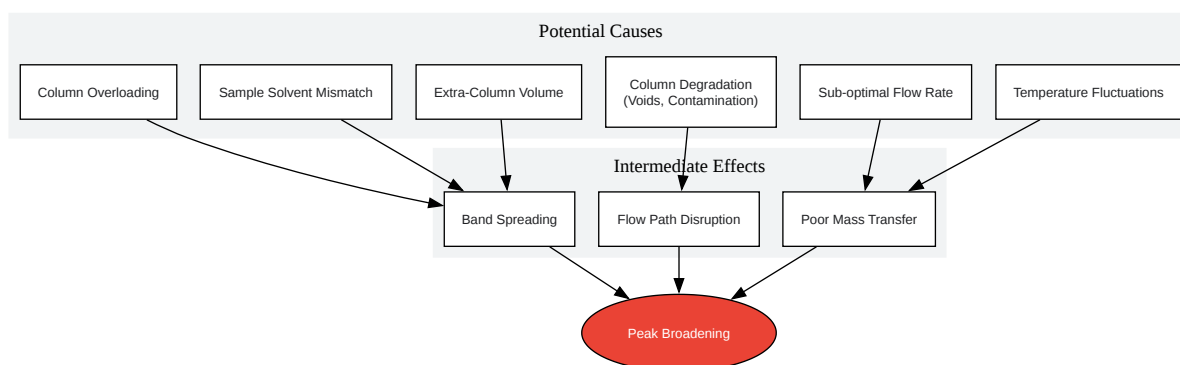 Potential Causes
Column Overloading
Sample Solvent Mismatch
Extra-Column Volume
Column Degradation
(Voids, Contamination)
Sub-optimal Flow Rate
Temperature Fluctuations
Intermediate Effects
Band Spreading
Flow Path Disruption
Poor Mass Transfer
Peak Broadening